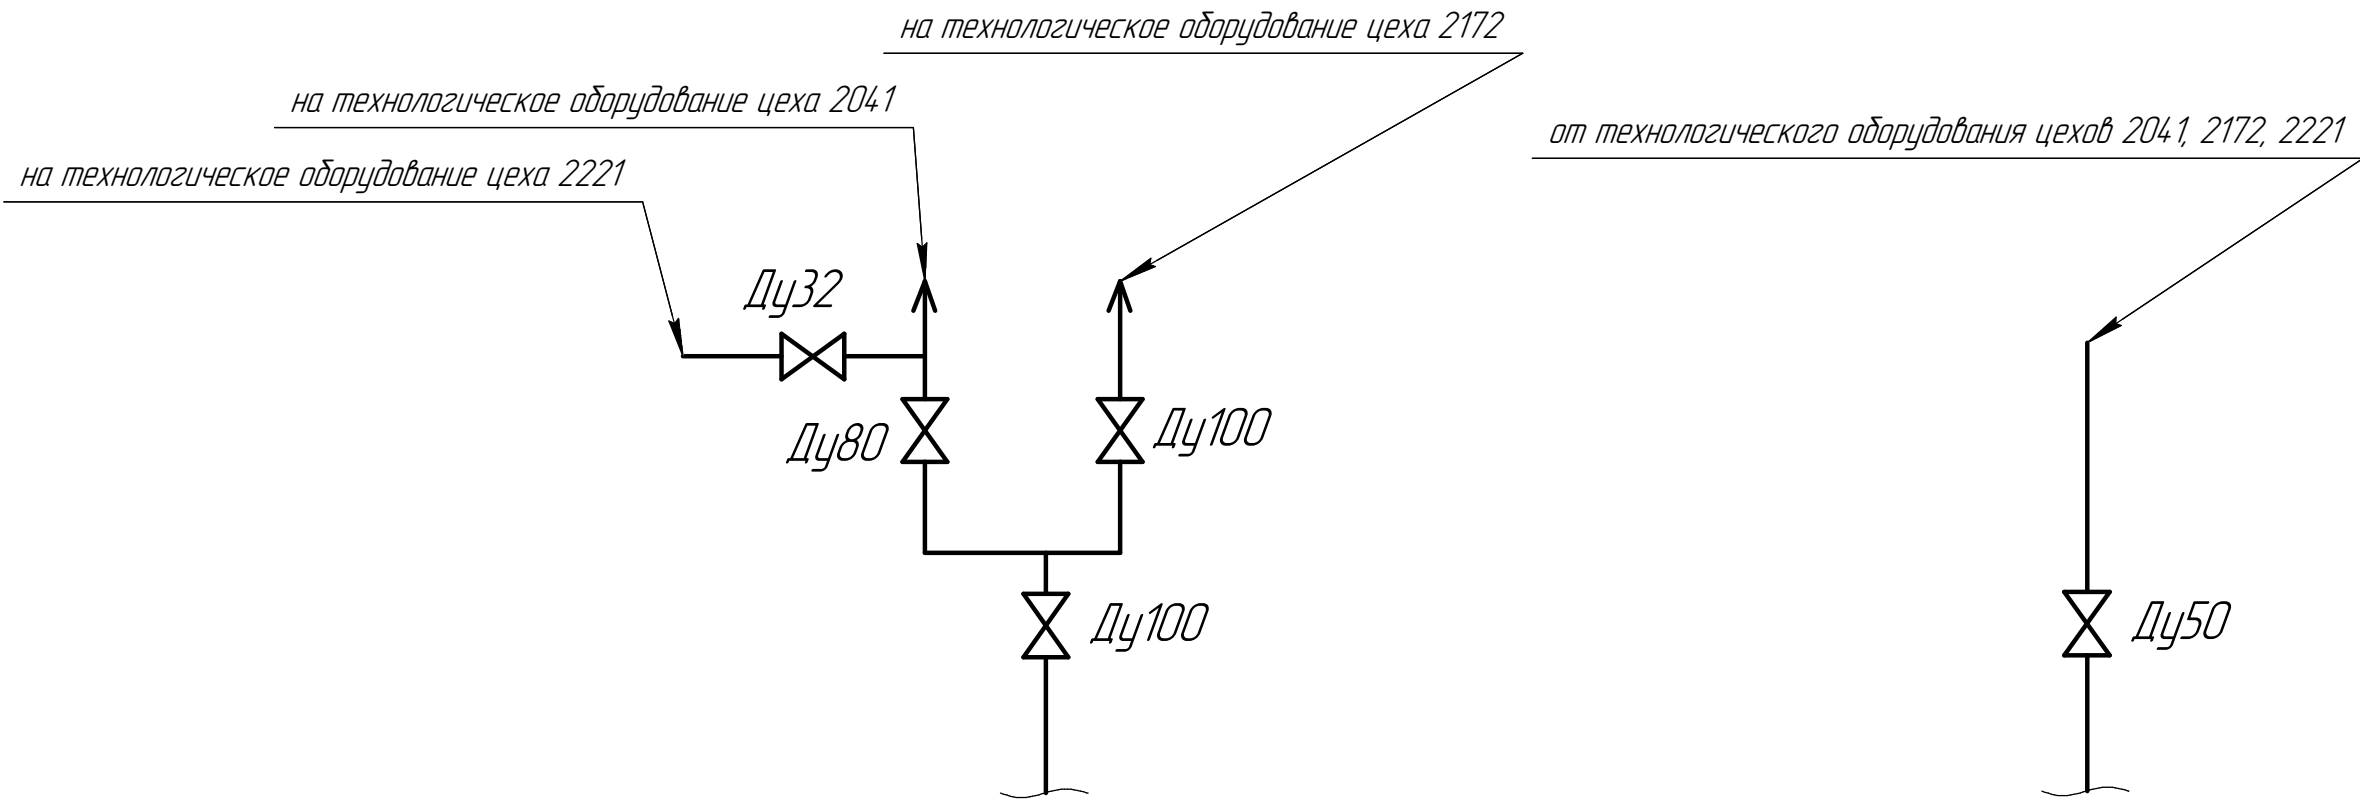 на технологическое оборудование цеха 2172
на технологическое оборудование цеха 2041
от технологического оборудования цехов 2041, 2172, 2221
на технологическое оборудование цеха 2221
Ду32
Ду80
Ду100
Ду100
Ду50